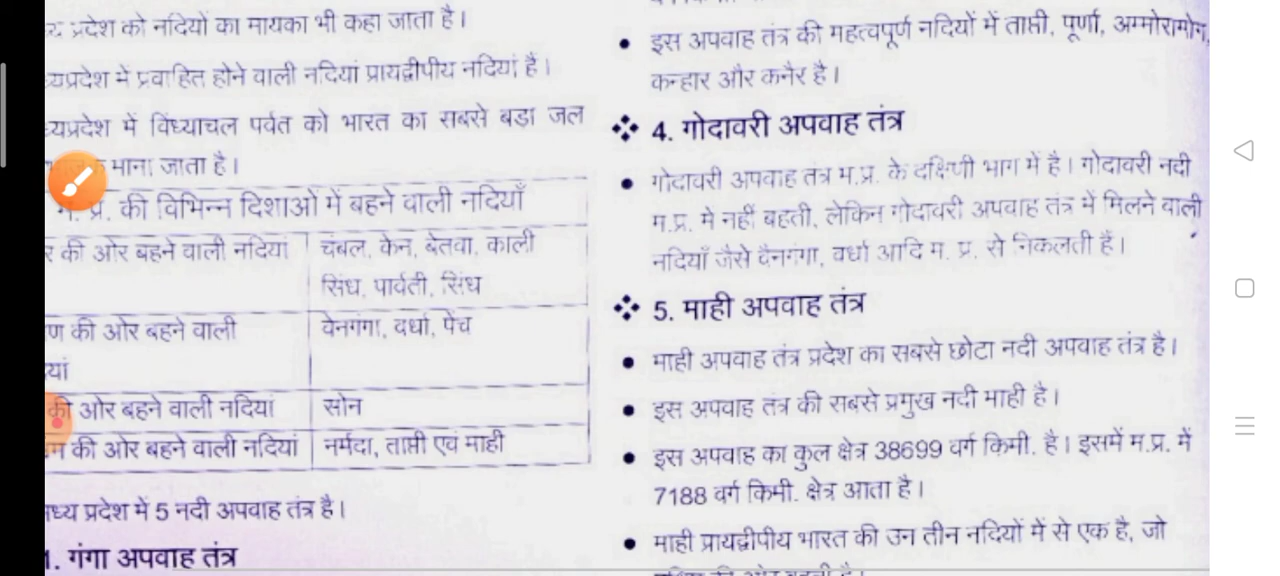 प्रदेश को नदियों का मायका भी कहा जाता है।
यप्रदेश में प्रवाहित होने वाली नदियां प्रायद्वीपीय नदियां हैं।
यप्रदेश में विंध्याचल पर्वत को भारत का सबसे बडा जल
माना जाता है।
म. प्र. की विभिन्न दिशाओं में बहने वाली नदियाँ
र की ओर बहने वाली नदियां चंबल, केन, बेतवा, काली
सिंध, पार्वती, सिंध
ण की ओर बहने वाली वेनगंगा, वर्धा, पेंच
यां
की ओर बहने वाली नदियां सोन
म की ओर बहने वाली नदियां नर्मदा, ताप्ती एवं माही
मध्य प्रदेश में 5 नदी अपवाह तंत्र है।
1. गंगा अपवाह तंत्र
• इस अपवाह तंत्र की महत्वपूर्ण नदियों में ताप्ती, पूर्णा, अम्मोरामोन,
कन्हार और कनैर है।
4. गोदावरी अपवाह तंत्र
• गोदावरी अपवाह तंत्र म.प्र. के दक्षिणी भाग में है। गोदावरी नदी
म.प्र. मे नहीं बहती, लेकिन गोदावरी अपवाह तंत्र में मिलने वाली
नदियाँ जैसे वैनगंगा, वर्धा आदि म. प्र. से निकलती हैं।
5. माही अपवाह तंत्र
• माही अपवाह तंत्र प्रदेश का सबसे छोटा नदी अपवाह तंत्र है।
• इस अपवाह तंत्र की सबसे प्रमुख नदी माही है।
• इस अपवाह का कुल क्षेत्र 38699 वर्ग किमी. है। इसमें म.प्र. में
7188 वर्ग किमी. क्षेत्र आता है।
• माही प्रायद्वीपीय भारत की उन तीन नदियों में से एक है, जो